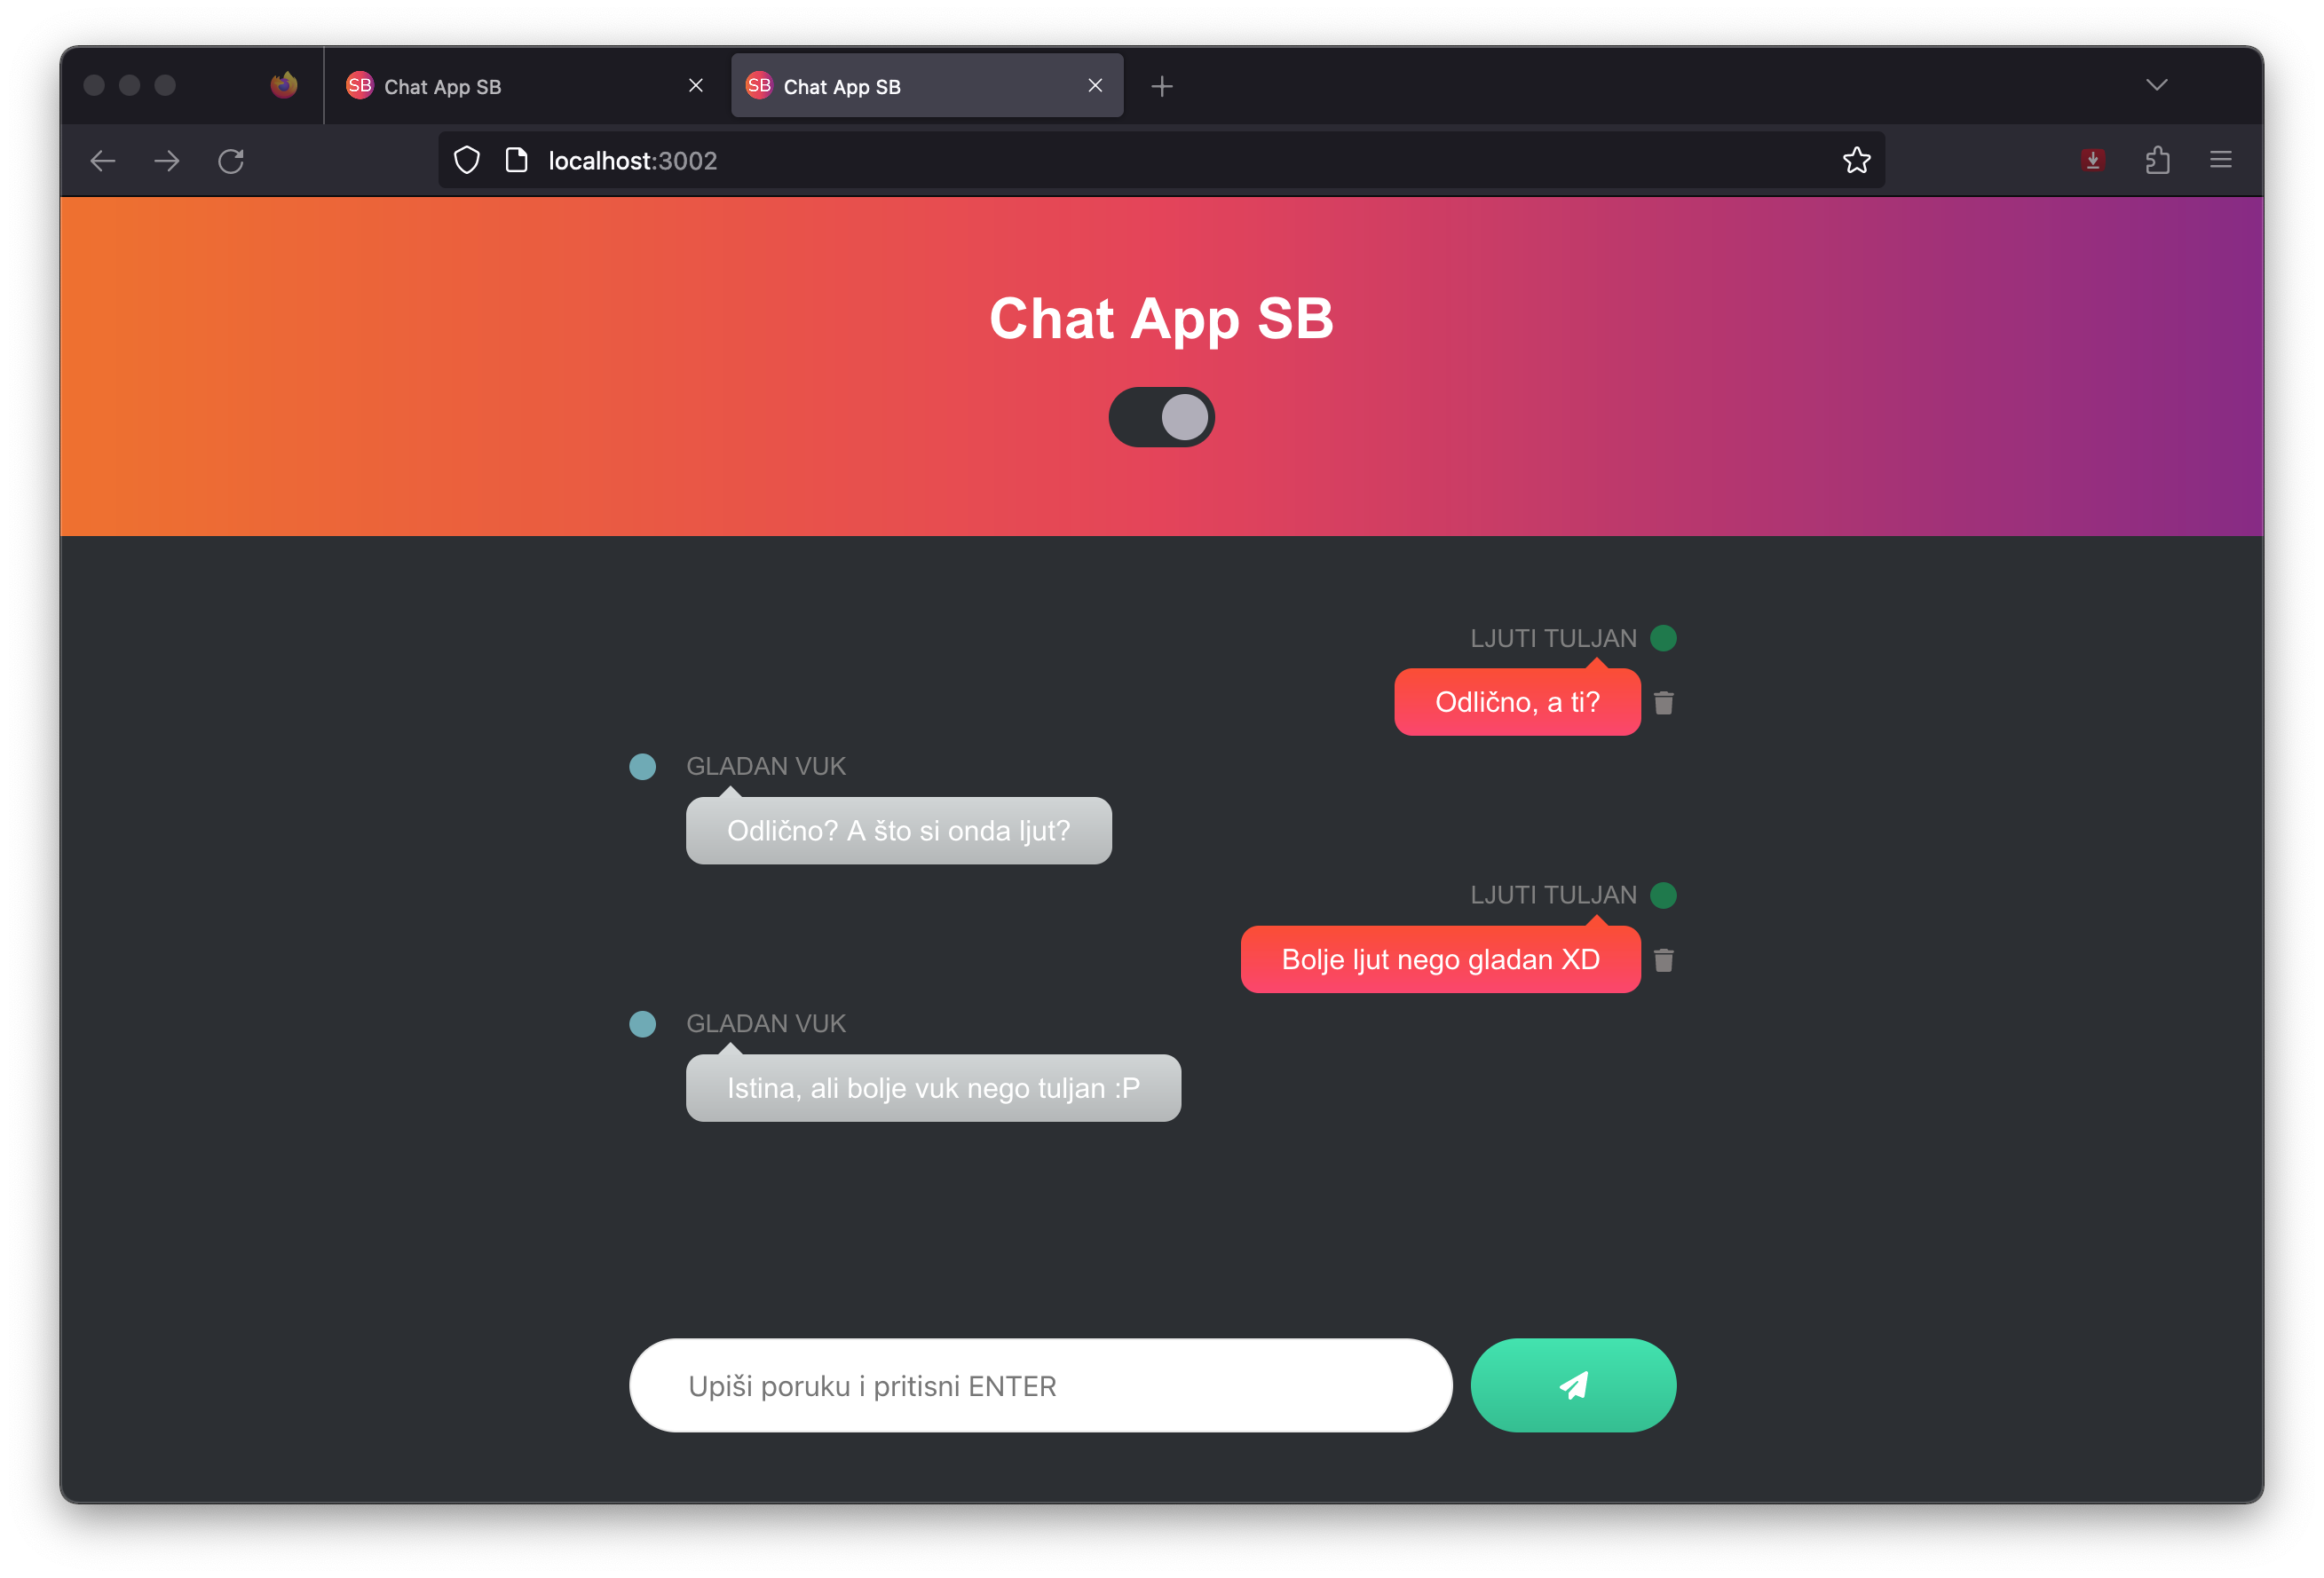 SB Chat App SB
SB Chat App SB
localhost:3002
Chat App SB
LJUTI TULJAN
Odlično, a ti?
GLADAN VUK
Odlično? A što si onda ljut?
LJUTI TULJAN
Bolje ljut nego gladan XD
GLADAN VUK
Istina, ali bolje vuk nego tuljan :P
Upiši poruku i pritisni ENTER